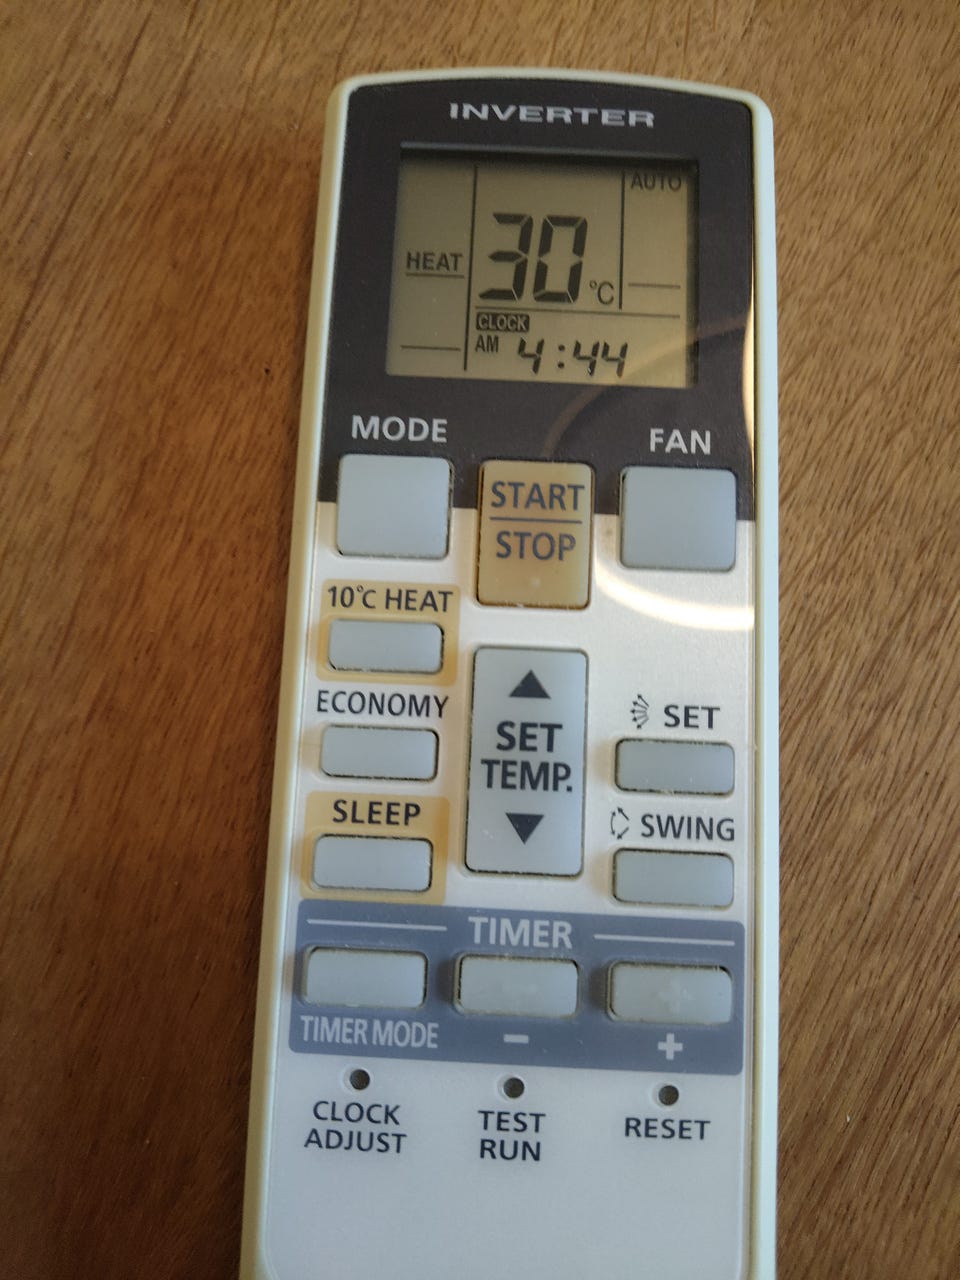 INVERTER
AUTO
HEAT
30 °C
CLOCK
AM 4:44
MODE
FAN
START
STOP
10°C HEAT
ECONOMY
SET
TEMP.
SET
SLEEP
SWING
TIMER
TIMER MODE
-
+
CLOCK
ADJUST
TEST
RUN
RESET